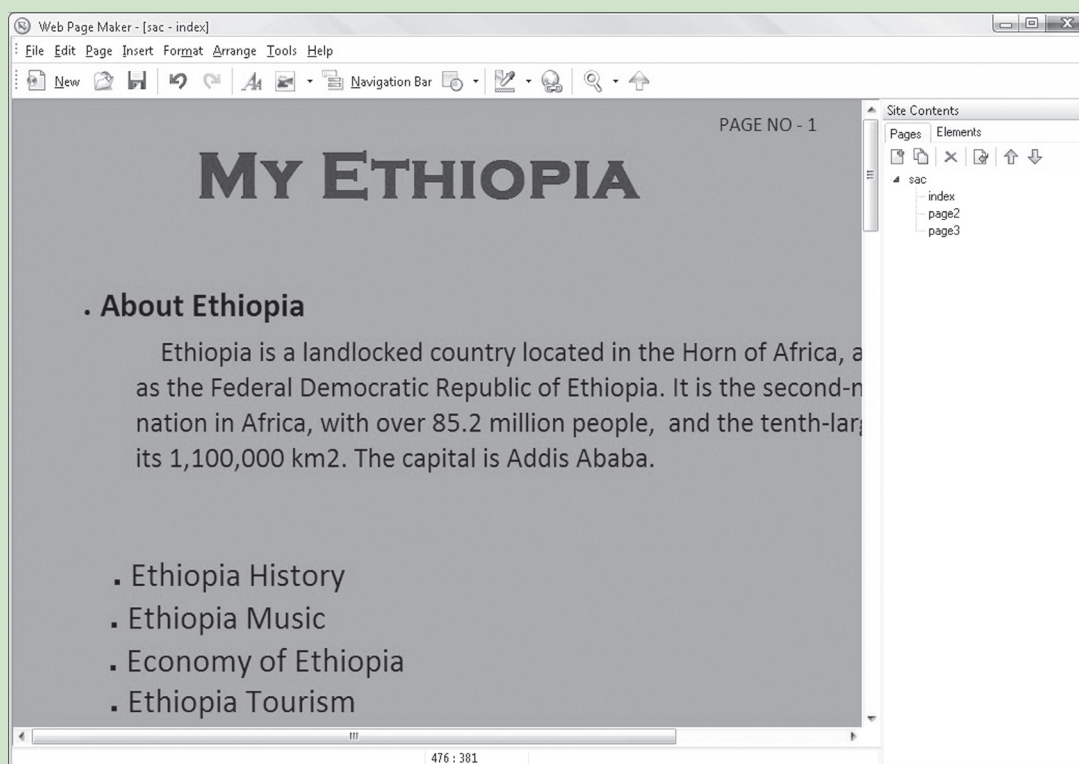 Web Page Maker - [sac - index]
File Edit Page Insert Format Arrange Tools Help
New Navigation Bar
PAGE NO - 1
MY ETHIOPIA
. About Ethiopia
Ethiopia is a landlocked country located in the Horn of Africa, a
as the Federal Democratic Republic of Ethiopia. It is the second-
nation in Africa, with over 85.2 million people, and the tenth-
its 1,100,000 km2. The capital is Addis Ababa.
. Ethiopia History
. Ethiopia Music
. Economy of Ethiopia
. Ethiopia Tourism
476 : 381
Site Contents
Pages Elements
sac
index
page2
page3